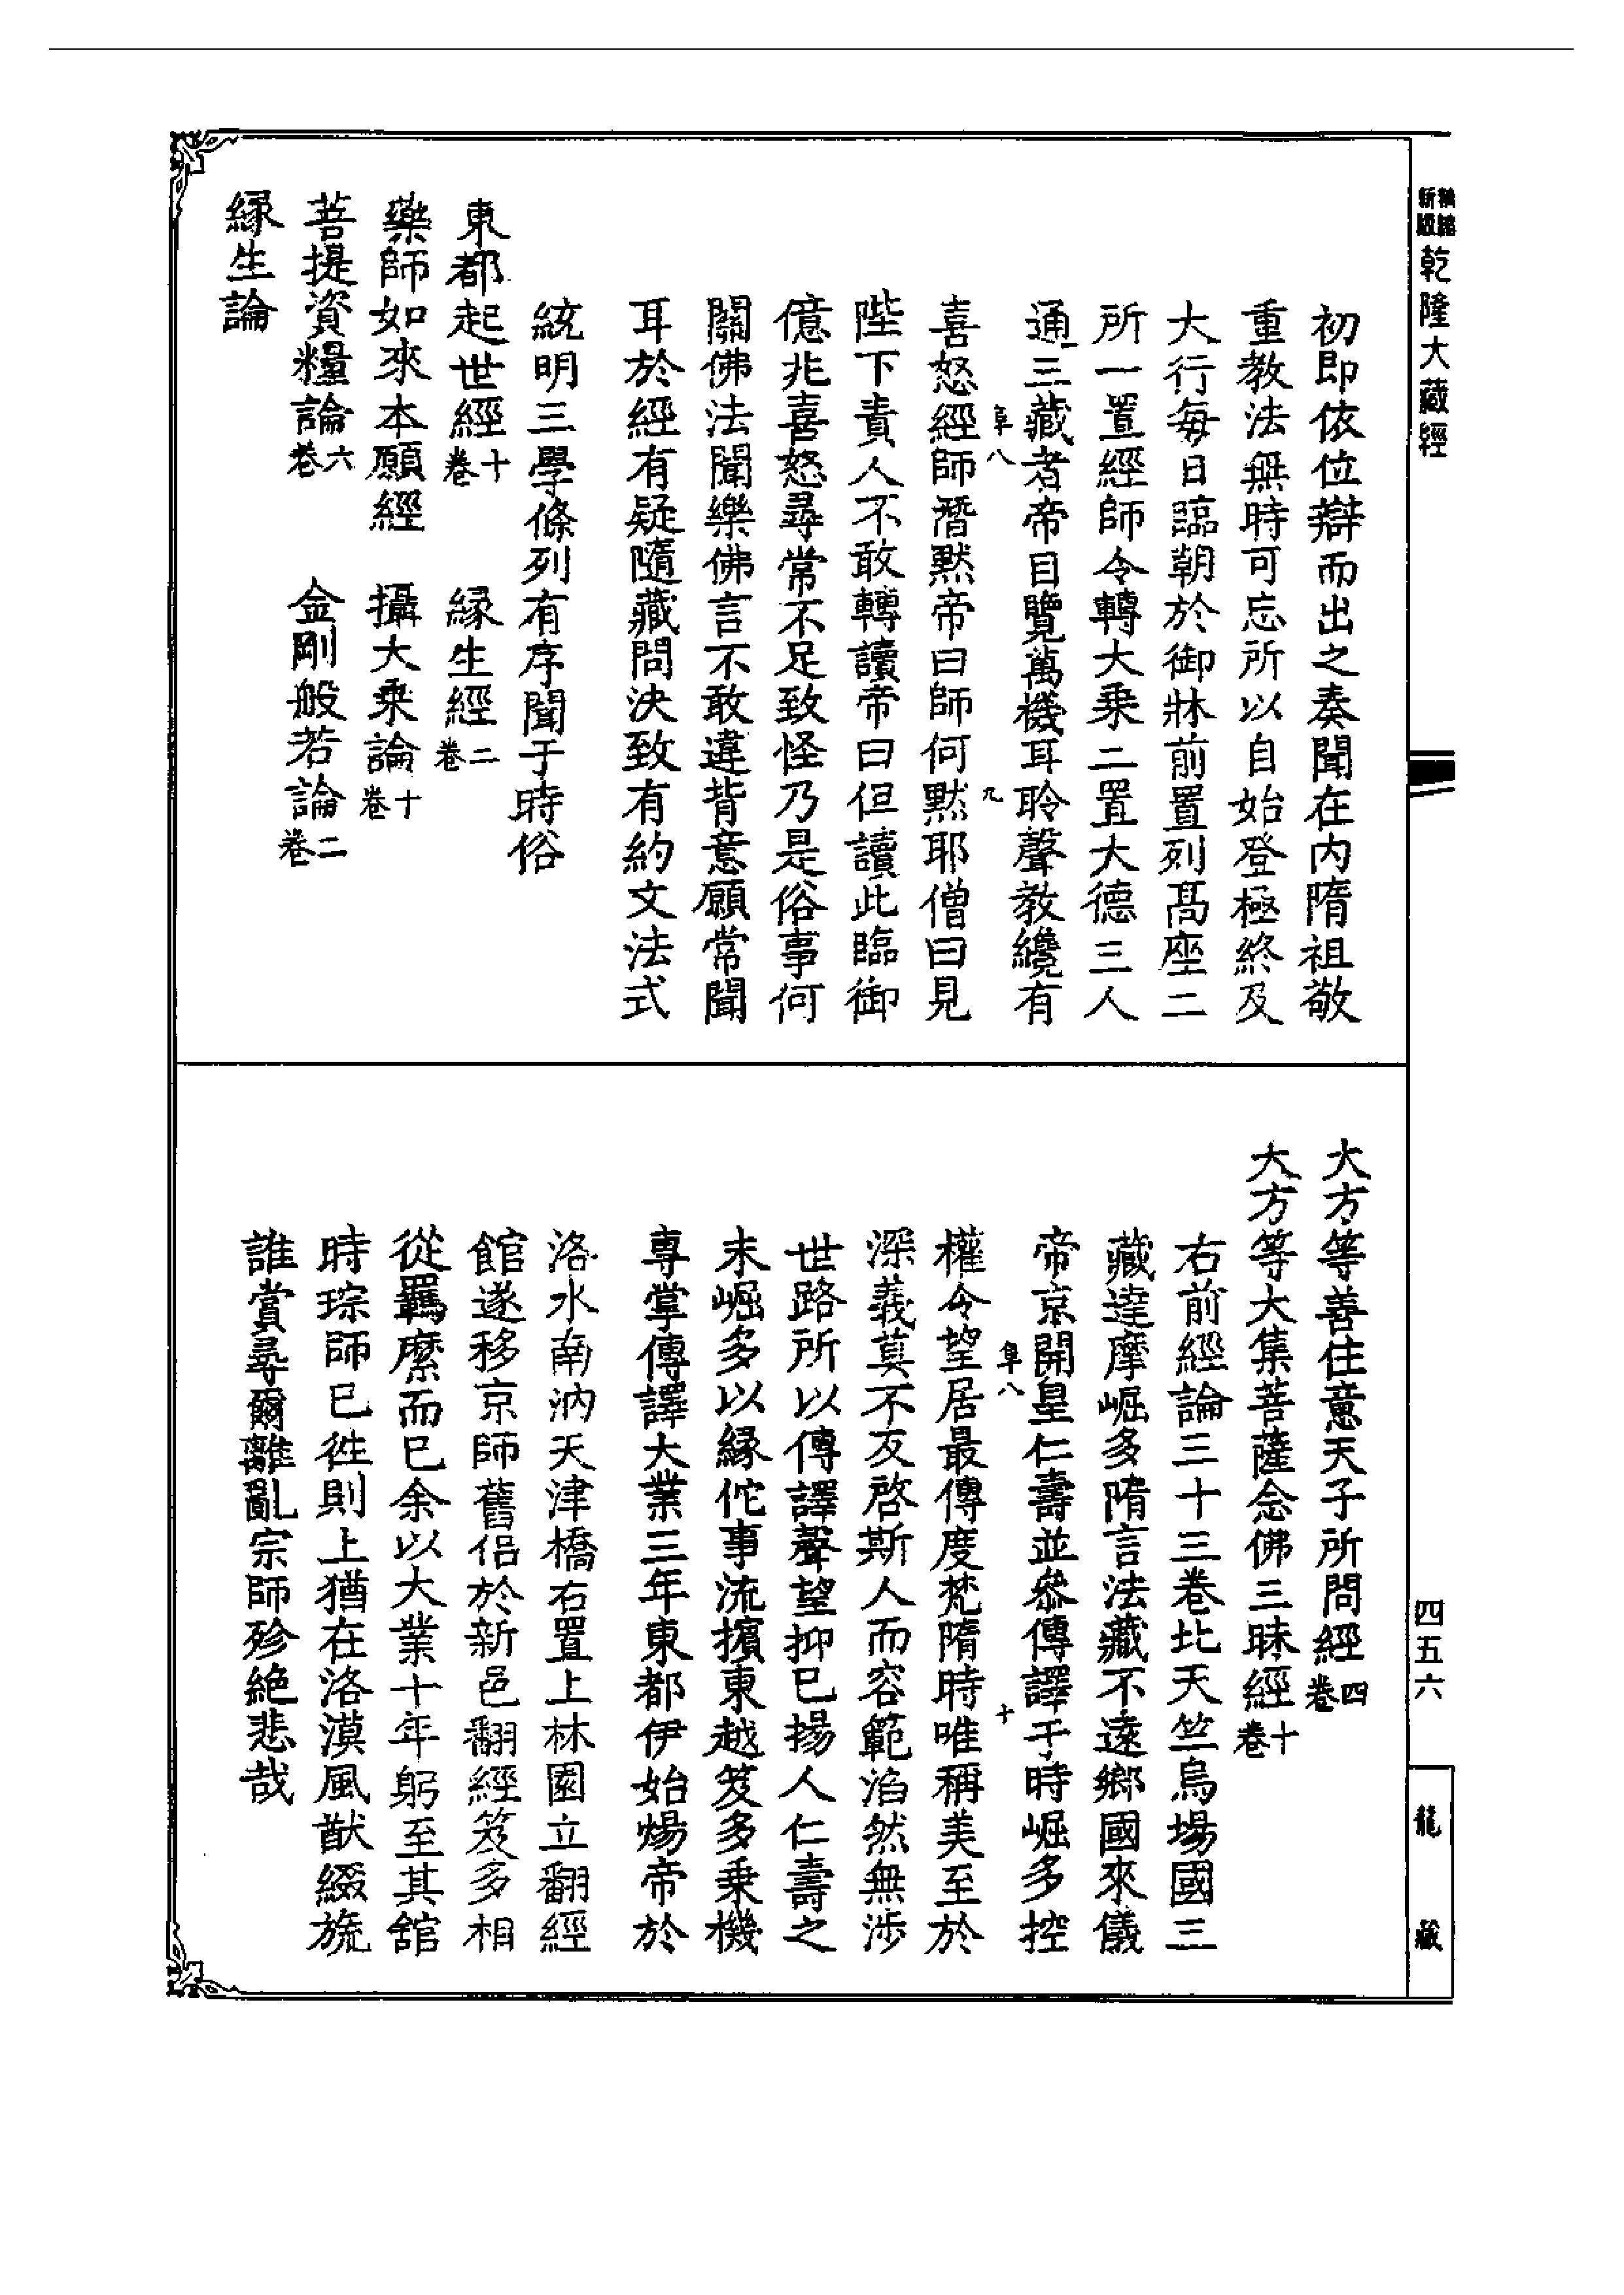 新縮
版編
乾隆大藏經
初即依位辯而出之奏聞在內隋祖敬
重教法無時可忘所以自始登極終及
大行每日臨朝於御牀前置列高座二
所一置經師令轉大乘二置大德三人
通三藏者帝目覽萬機耳聆聲教纔有
阜八
九
喜怒經師潛默帝曰師何默耶僧曰見
陛下責人不敢轉讀帝曰但讀此臨御
億兆喜怒尋常不足致怪乃是俗事何
關佛法聞樂佛言不敢違背意願常聞
耳於經有疑隨藏問決致有約文法式
統明三學條列有序聞于時俗
東都起世經十卷 緣生經二卷
藥師如來本願經 攝大乘論十卷
菩提資糧論六卷 金剛般若論二卷
緣生論
大方等善住意天子所問經四卷
大方等大集菩薩念佛三昧經十卷
右前經論三十三卷北天竺烏場國三
藏達摩崛多隋言法藏不遠鄉國來儀
帝京開皇仁壽並參傳譯于時崛多控
阜八
十
權令望居最傳度梵隋時唯稱美至於
深義莫不反啓斯人而容範滔然無涉
世路所以傳譯聲望抑已揚人仁壽之
末崛多以緣佗事流擯東越笈多乘機
專掌傳譯大業三年東都伊始煬帝於
洛水南汭天津橋右置上林園立翻經
館遂移京師舊侶於新邑翻經笈多相
從羈縻而已余以大業十年躬至其舘
時琮師已徃則上猶在洛漠風猷綴旒
誰賞尋爾離亂宗師殄絕悲哉
四五六
龍藏